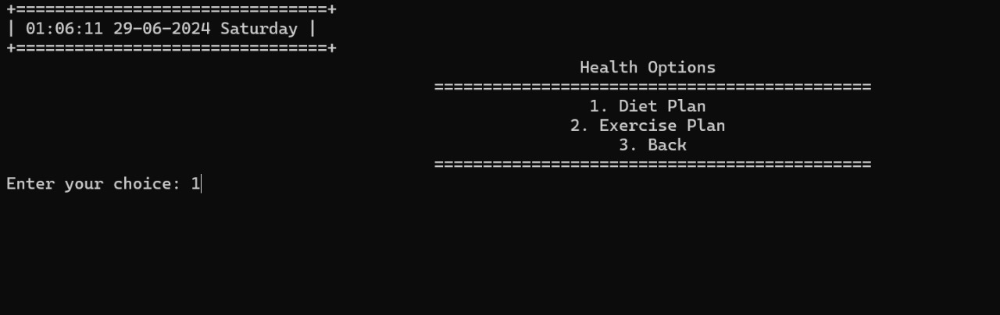 +================================+
| 01:06:11 29-06-2024 Saturday |
+================================+
Health Options
=============================================
1. Diet Plan
2. Exercise Plan
3. Back
=============================================
Enter your choice: 1